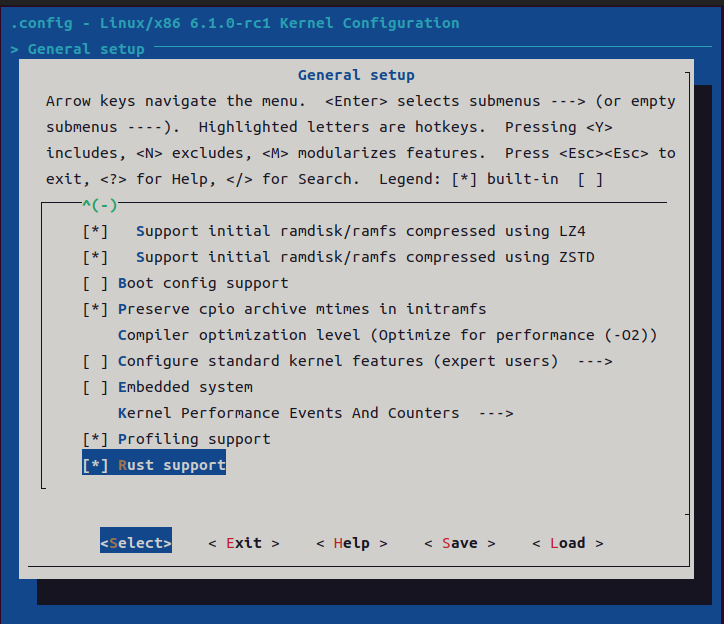 .config - Linux/x86 6.1.0-rc1 Kernel Configuration
> General setup
General setup
Arrow keys navigate the menu.  <Enter> selects submenus ---> (or empty
submenus ----).  Highlighted letters are hotkeys.  Pressing <Y>
includes, <N> excludes, <M> modularizes features.  Press <Esc><Esc> to
exit, <?> for Help, </> for Search.  Legend: [*] built-in  [ ]
^(-)
[*]   Support initial ramdisk/ramfs compressed using LZ4
[*]   Support initial ramdisk/ramfs compressed using ZSTD
[ ] Boot config support
[*] Preserve cpio archive mtimes in initramfs
Compiler optimization level (Optimize for performance (-O2))
[ ] Configure standard kernel features (expert users)  --->
[ ] Embedded system
Kernel Performance Events And Counters  --->
[*] Profiling support
[*] Rust support
<Select>    < Exit >    < Help >    < Save >    < Load >